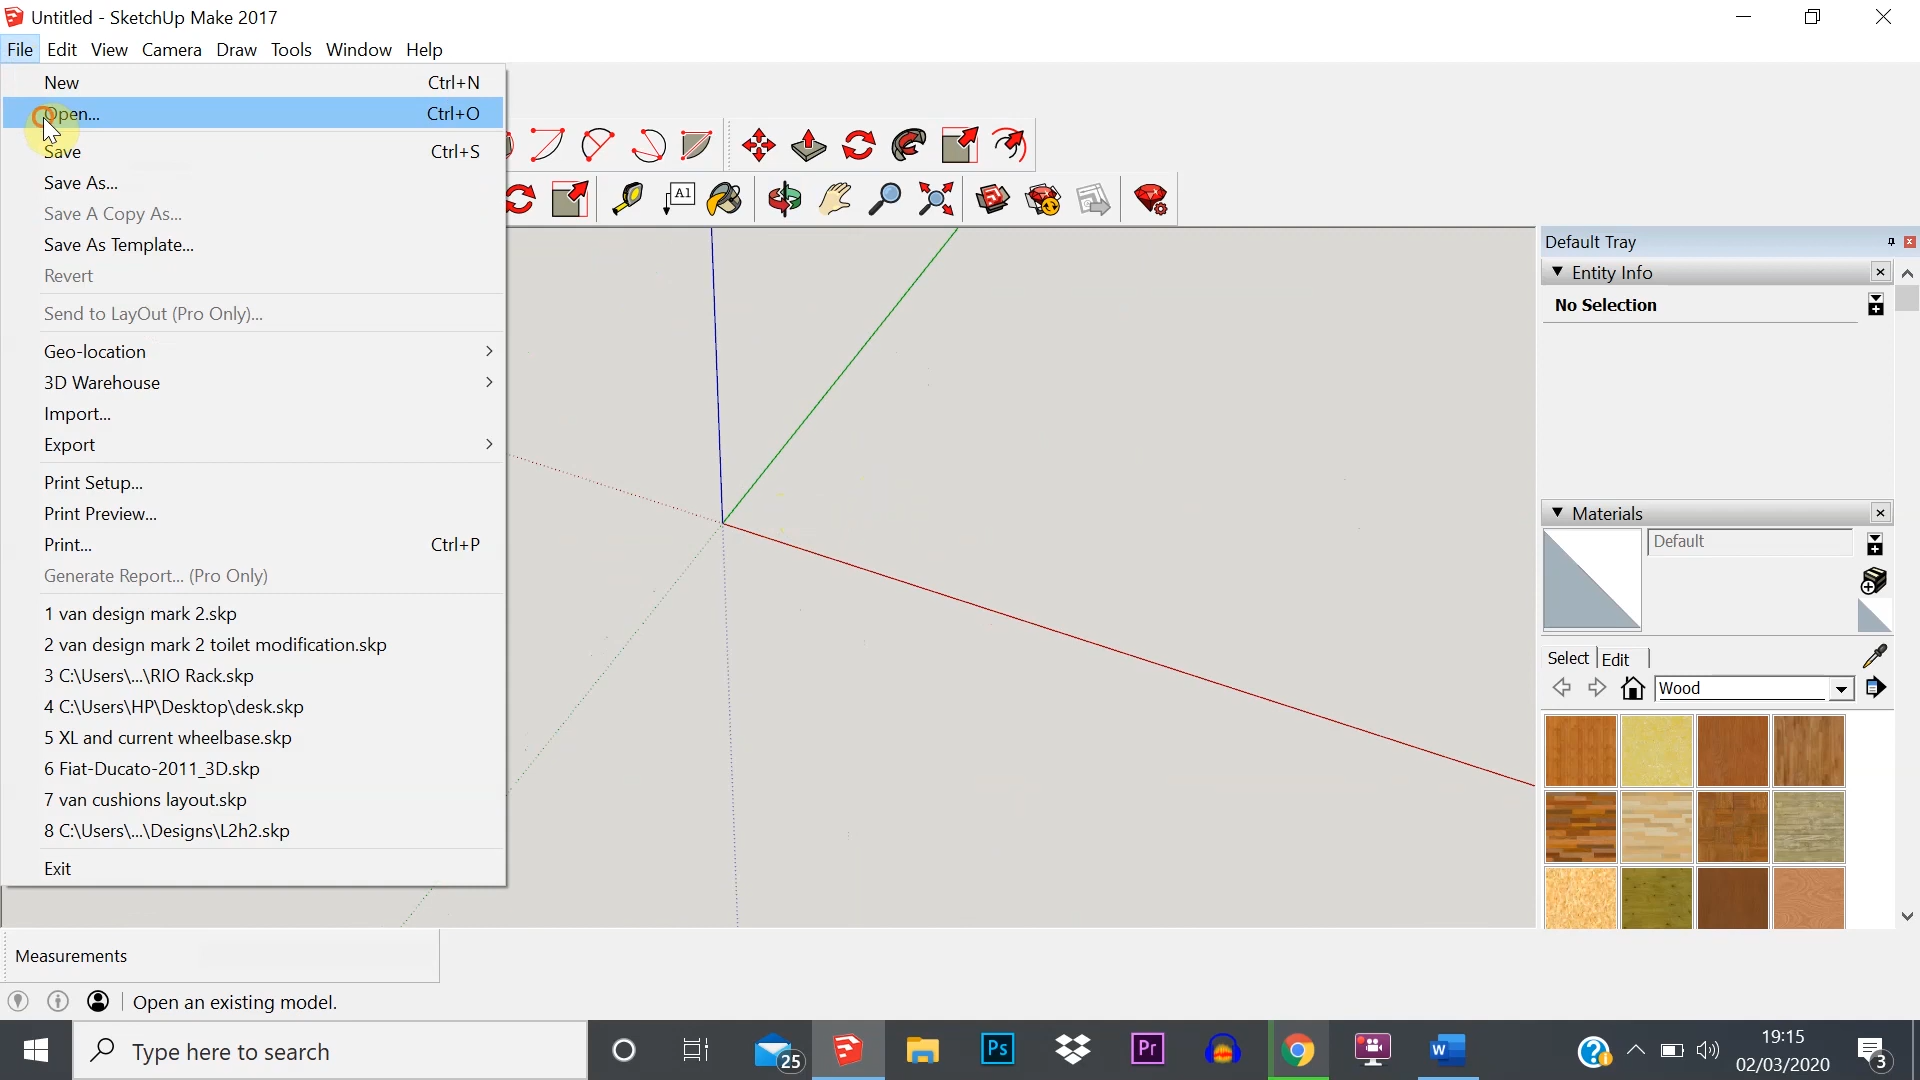 Untitled - SketchUp Make 2017
File Edit View Camera Draw Tools Window Help
New Ctrl+N
Open... Ctrl+O
Save Ctrl+S
Save As...
Save A Copy As...
Save As Template...
Revert
Send to LayOut (Pro Only)...
Geo-location
3D Warehouse
Import...
Export
Print Setup...
Print Preview...
Print... Ctrl+P
Generate Report... (Pro Only)
1 van design mark 2.skp
2 van design mark 2 toilet modification.skp
3 C:\Users\...\RIO Rack.skp
4 C:\Users\HP\Desktop\desk.skp
5 XL and current wheelbase.skp
6 Fiat-Ducato-2011_3D.skp
7 van cushions layout.skp
8 C:\Users\...\Designs\L2h2.skp
Exit
A1
Default Tray
Entity Info
No Selection
Materials
Default
Select Edit
Wood
Measurements
Open an existing model.
Type here to search
25
Ps
Pr
W
19:15
02/03/2020
3